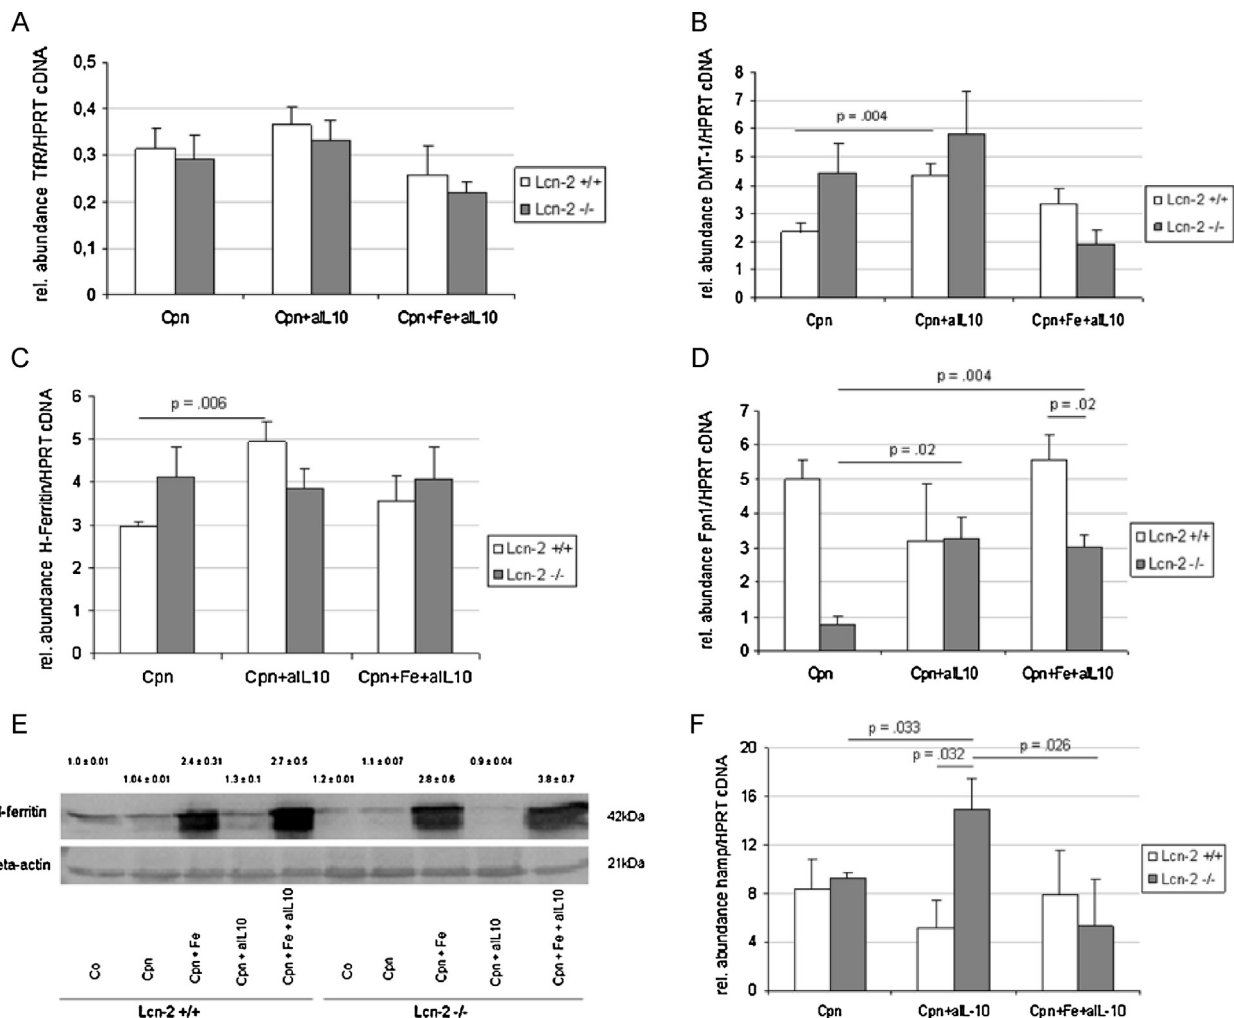 A
rel. abundance TfR/HPRT cDNA
0,5
0,4
0,3
0,2
0,1
0
Cpn
Cpn+aIL10
Cpn+Fe+aIL10
Lcn-2 +/+
Lcn-2 -/-
B
rel. abundance DMT-1/HPRT cDNA
8
7
6
5
4
3
2
1
0
p = .004
Cpn
Cpn+aIL10
Cpn+Fe+aIL10
Lcn-2 +/+
Lcn-2 -/-
C
rel. abundance H-Ferritin/HPRT cDNA
6
5
4
3
2
1
0
p = .006
Cpn
Cpn+aIL10
Cpn+Fe+aIL10
Lcn-2 +/+
Lcn-2 -/-
D
rel. abundance Fpn1/HPRT cDNA
7
6
5
4
3
2
1
0
p = .004
p = .02
p = .02
Cpn
Cpn+aIL10
Cpn+Fe+aIL10
Lcn-2 +/+
Lcn-2 -/-
E
1.0 ± 0.01
1.04 ± 0.01
2.4 ± 0.31
1.3 ± 0.1
2.7 ± 0.5
1.2 ± 0.01
1.1 ± 0.07
2.8 ± 0.6
0.9 ± 0.04
3.8 ± 0.7
-ferritin
42kDa
eta-actin
21kDa
Co
Cpn
Cpn + Fe
Cpn + aIL10
Cpn + Fe + aIL10
Co
Cpn
Cpn + Fe
Cpn + aIL10
Cpn + Fe + aIL10
Lcn-2 +/+
Lcn-2 -/-
F
rel. abundance hamp/HPRT cDNA
20
16
12
8
4
0
p = .033
p = .032
p = .026
Cpn
Cpn+aIL-10
Cpn+Fe+aIL-10
Lcn-2 +/+
Lcn-2 -/-